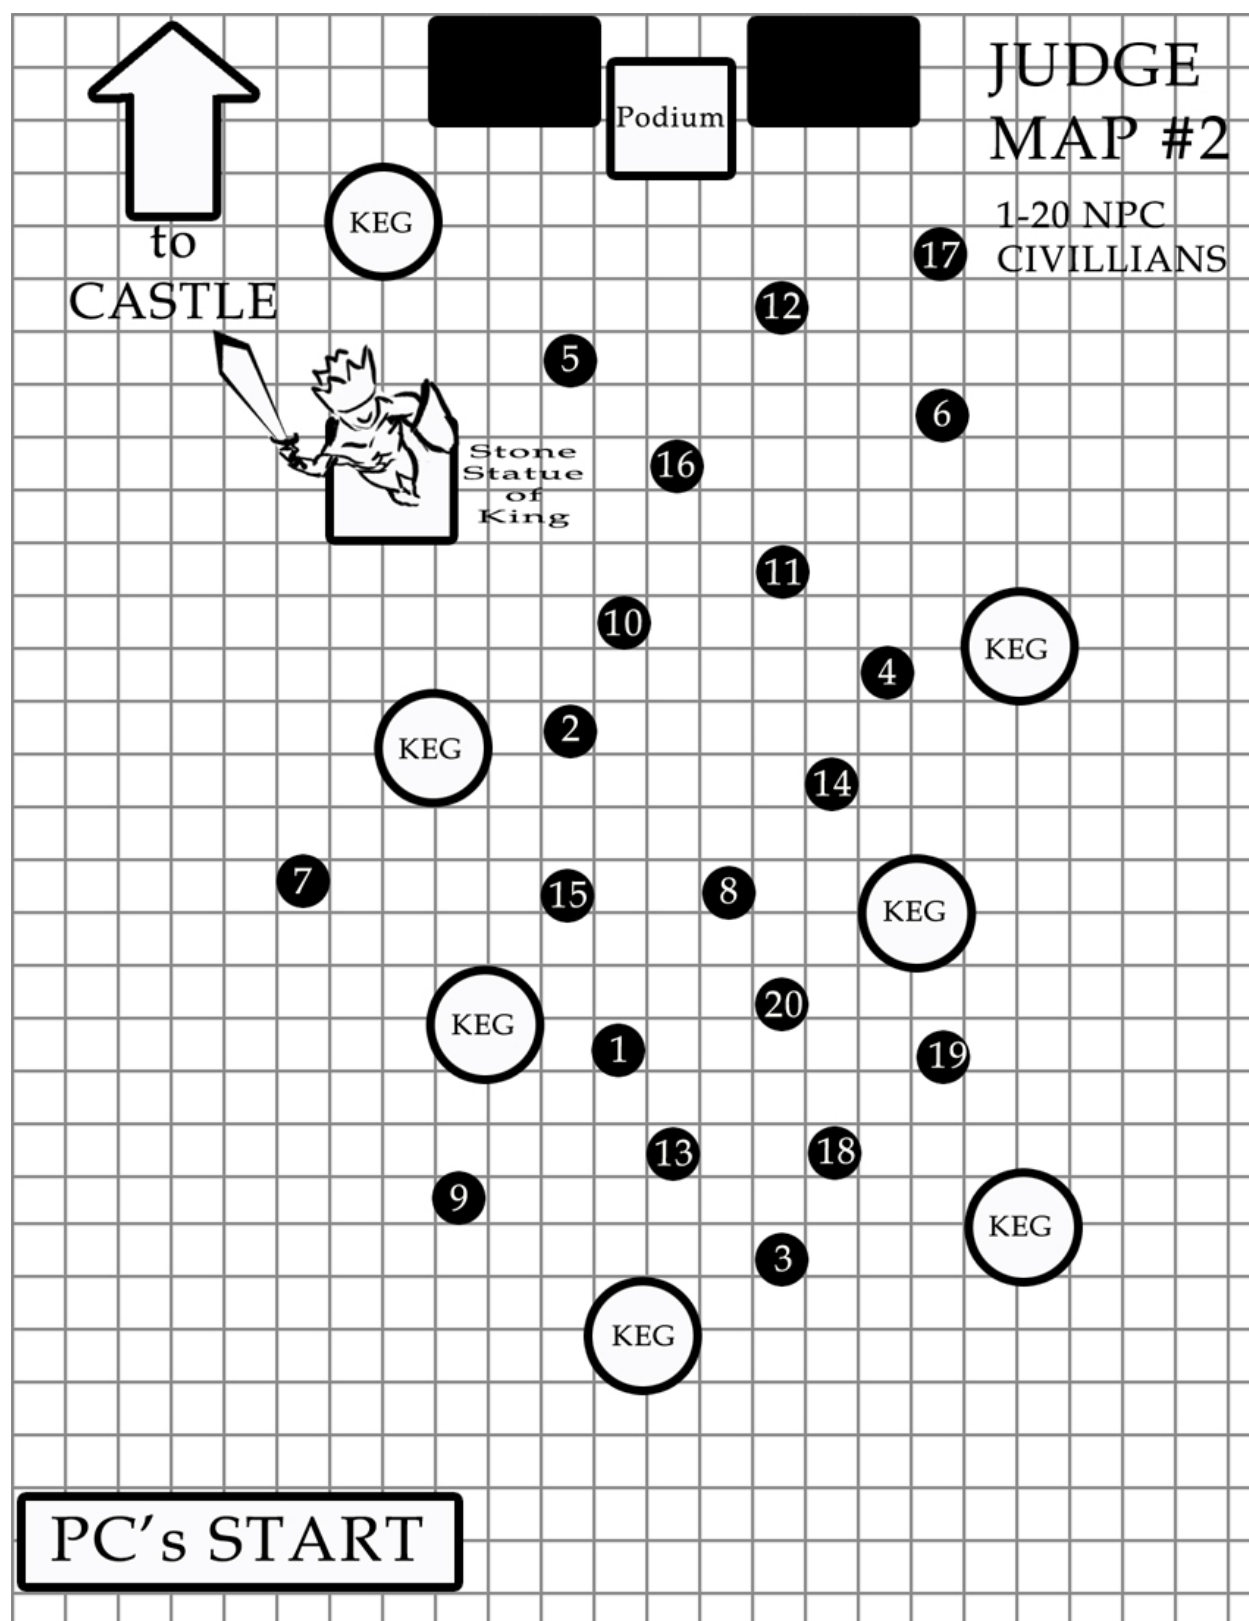 JUDGE
MAP #2
Podium
1-20 NPC
CIVILLIANS
KEG
to
CASTLE
17
12
5
6
Stone
Statue
of
King
16
11
10
KEG
4
KEG
2
14
7
15
8
KEG
20
KEG
1
19
13
18
9
KEG
3
KEG
PC's START